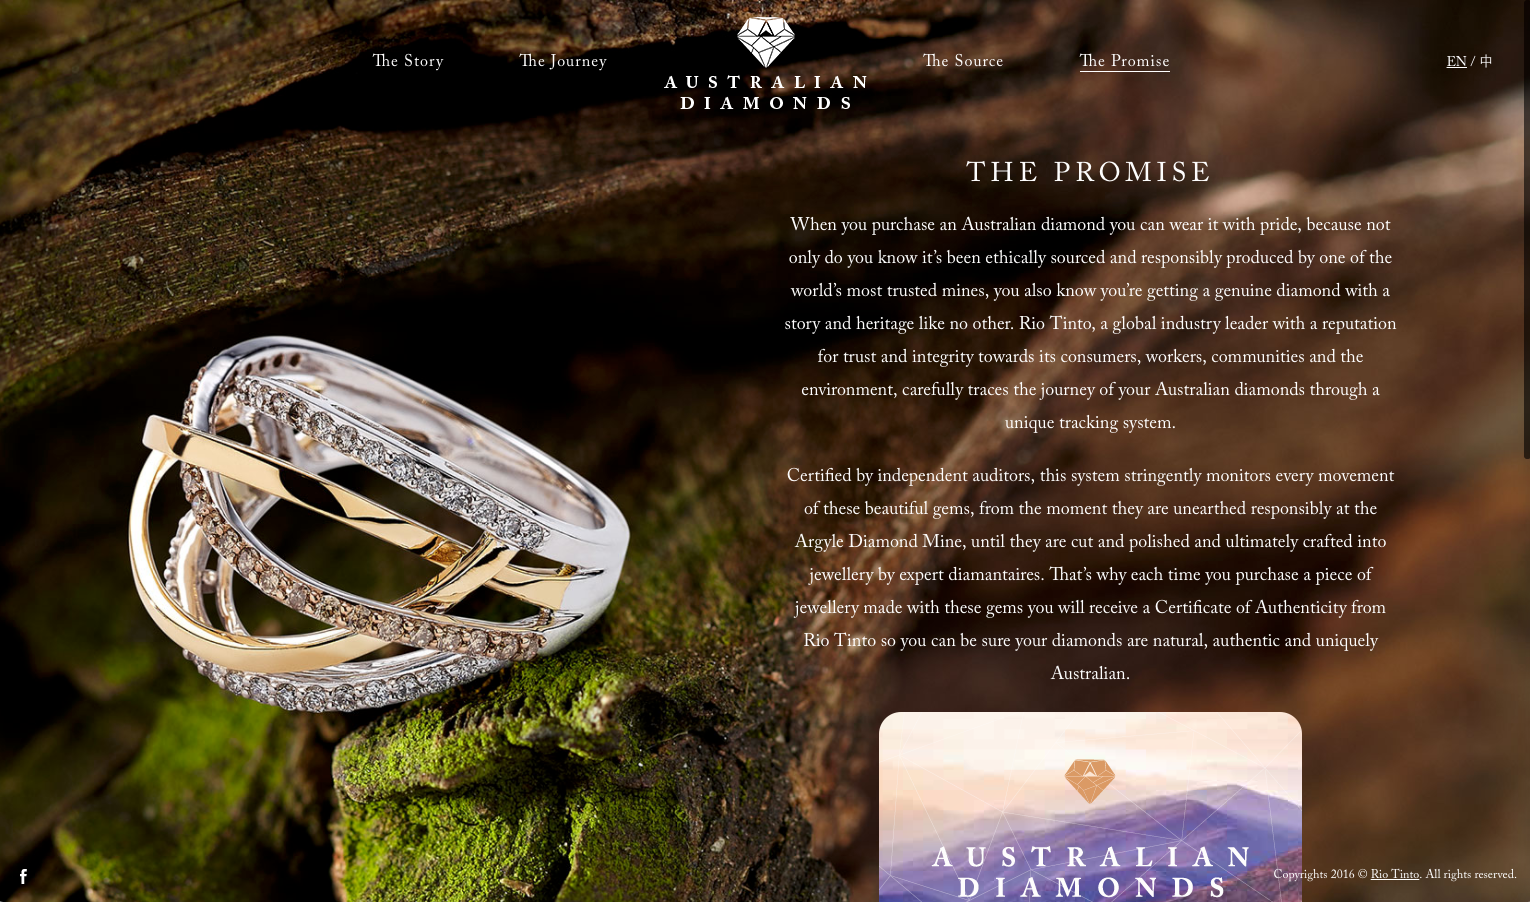 The Story
The Journey
AUSTRALIAN
DIAMONDS
The Source
The Promise
EN / 中
THE PROMISE
When you purchase an Australian diamond you can wear it with pride, because not
only do you know it’s been ethically sourced and responsibly produced by one of the
world’s most trusted mines, you also know you’re getting a genuine diamond with a
story and heritage like no other. Rio Tinto, a global industry leader with a reputation
for trust and integrity towards its consumers, workers, communities and the
environment, carefully traces the journey of your Australian diamonds through a
unique tracking system.
Certified by independent auditors, this system stringently monitors every movement
of these beautiful gems, from the moment they are unearthed responsibly at the
Argyle Diamond Mine, until they are cut and polished and ultimately crafted into
jewellery by expert diamantaires. That’s why each time you purchase a piece of
jewellery made with these gems you will receive a Certificate of Authenticity from
Rio Tinto so you can be sure your diamonds are natural, authentic and uniquely
Australian.
AUSTRALIAN
DIAMONDS
f
Copyrights 2016 © Rio Tinto. All rights reserved.